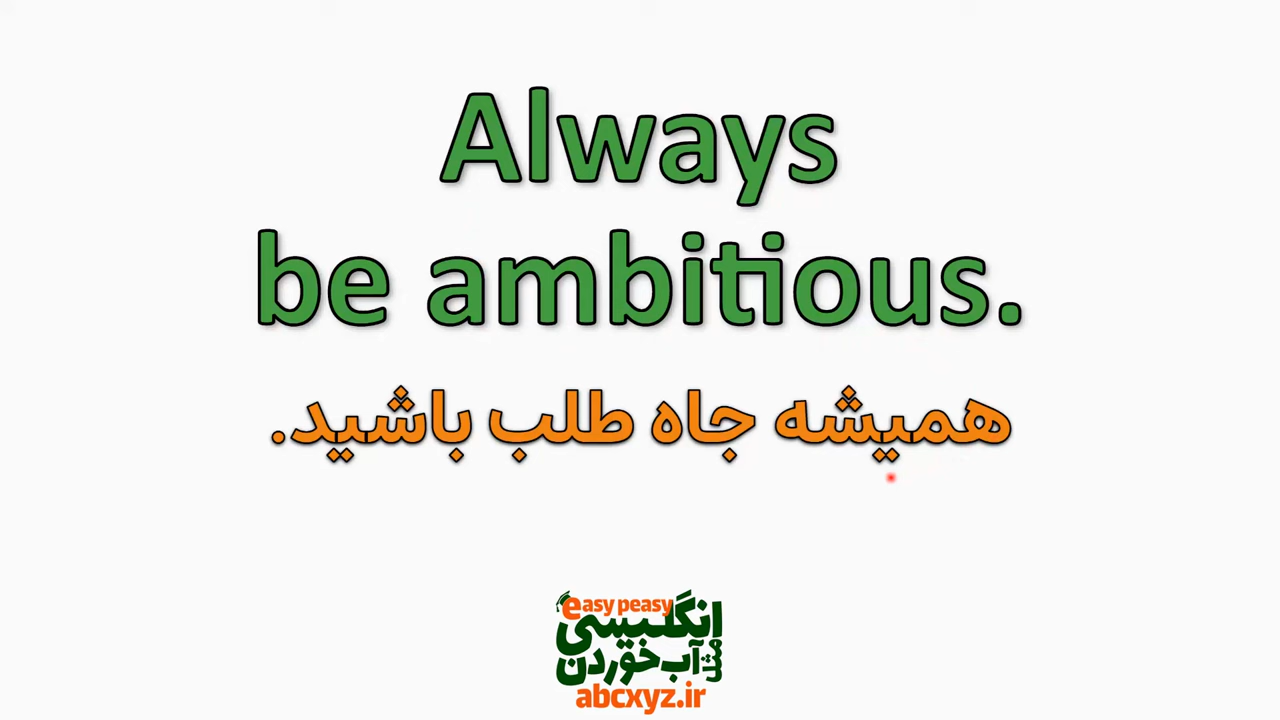 Always
be ambitious.
همیشه جاه طلب باشید.
easy peasy
انگلیسی
مثل آب خوردن
abcxyz.ir